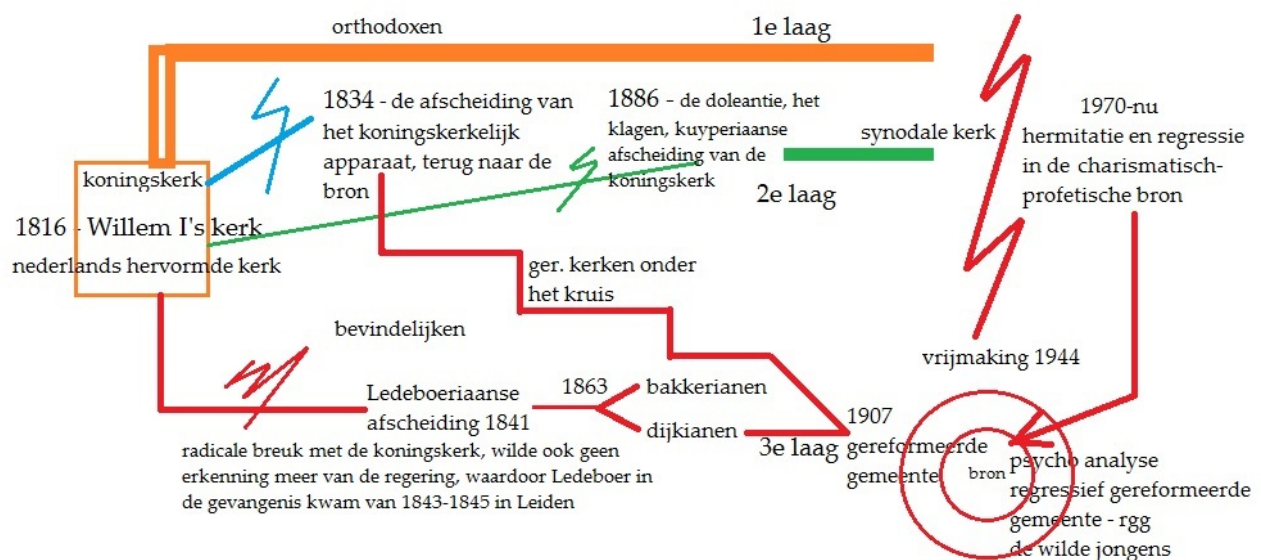 orthodoxen
1e laag
1834 - de afscheiding van
het koningskerkelijk
apparaat, terug naar de
bron
1886 - de doleantie, het
klagen, kuyperiaanse
afscheiding van de
koningskerk
synodale kerk
2e laag
1970-nu
hermitatie en regressie
in de charismatisch-
profetische bron
koningskerk
1816 - Willem I's kerk
nederlands hervormde kerk
ger. kerken onder
het kruis
bevindelijken
vrijmaking 1944
Ledeboeriaanse
afscheiding 1841
1863
bakkerianen
dijkianen
radicale breuk met de koningskerk, wilde ook geen
erkenning meer van de regering, waardoor Ledeboer in
de gevangenis kwam van 1843-1845 in Leiden
3e laag
1907
gereformeerde
gemeente
bron
psycho analyse
regressief gereformeerde
gemeente - rgg
de wilde jongens